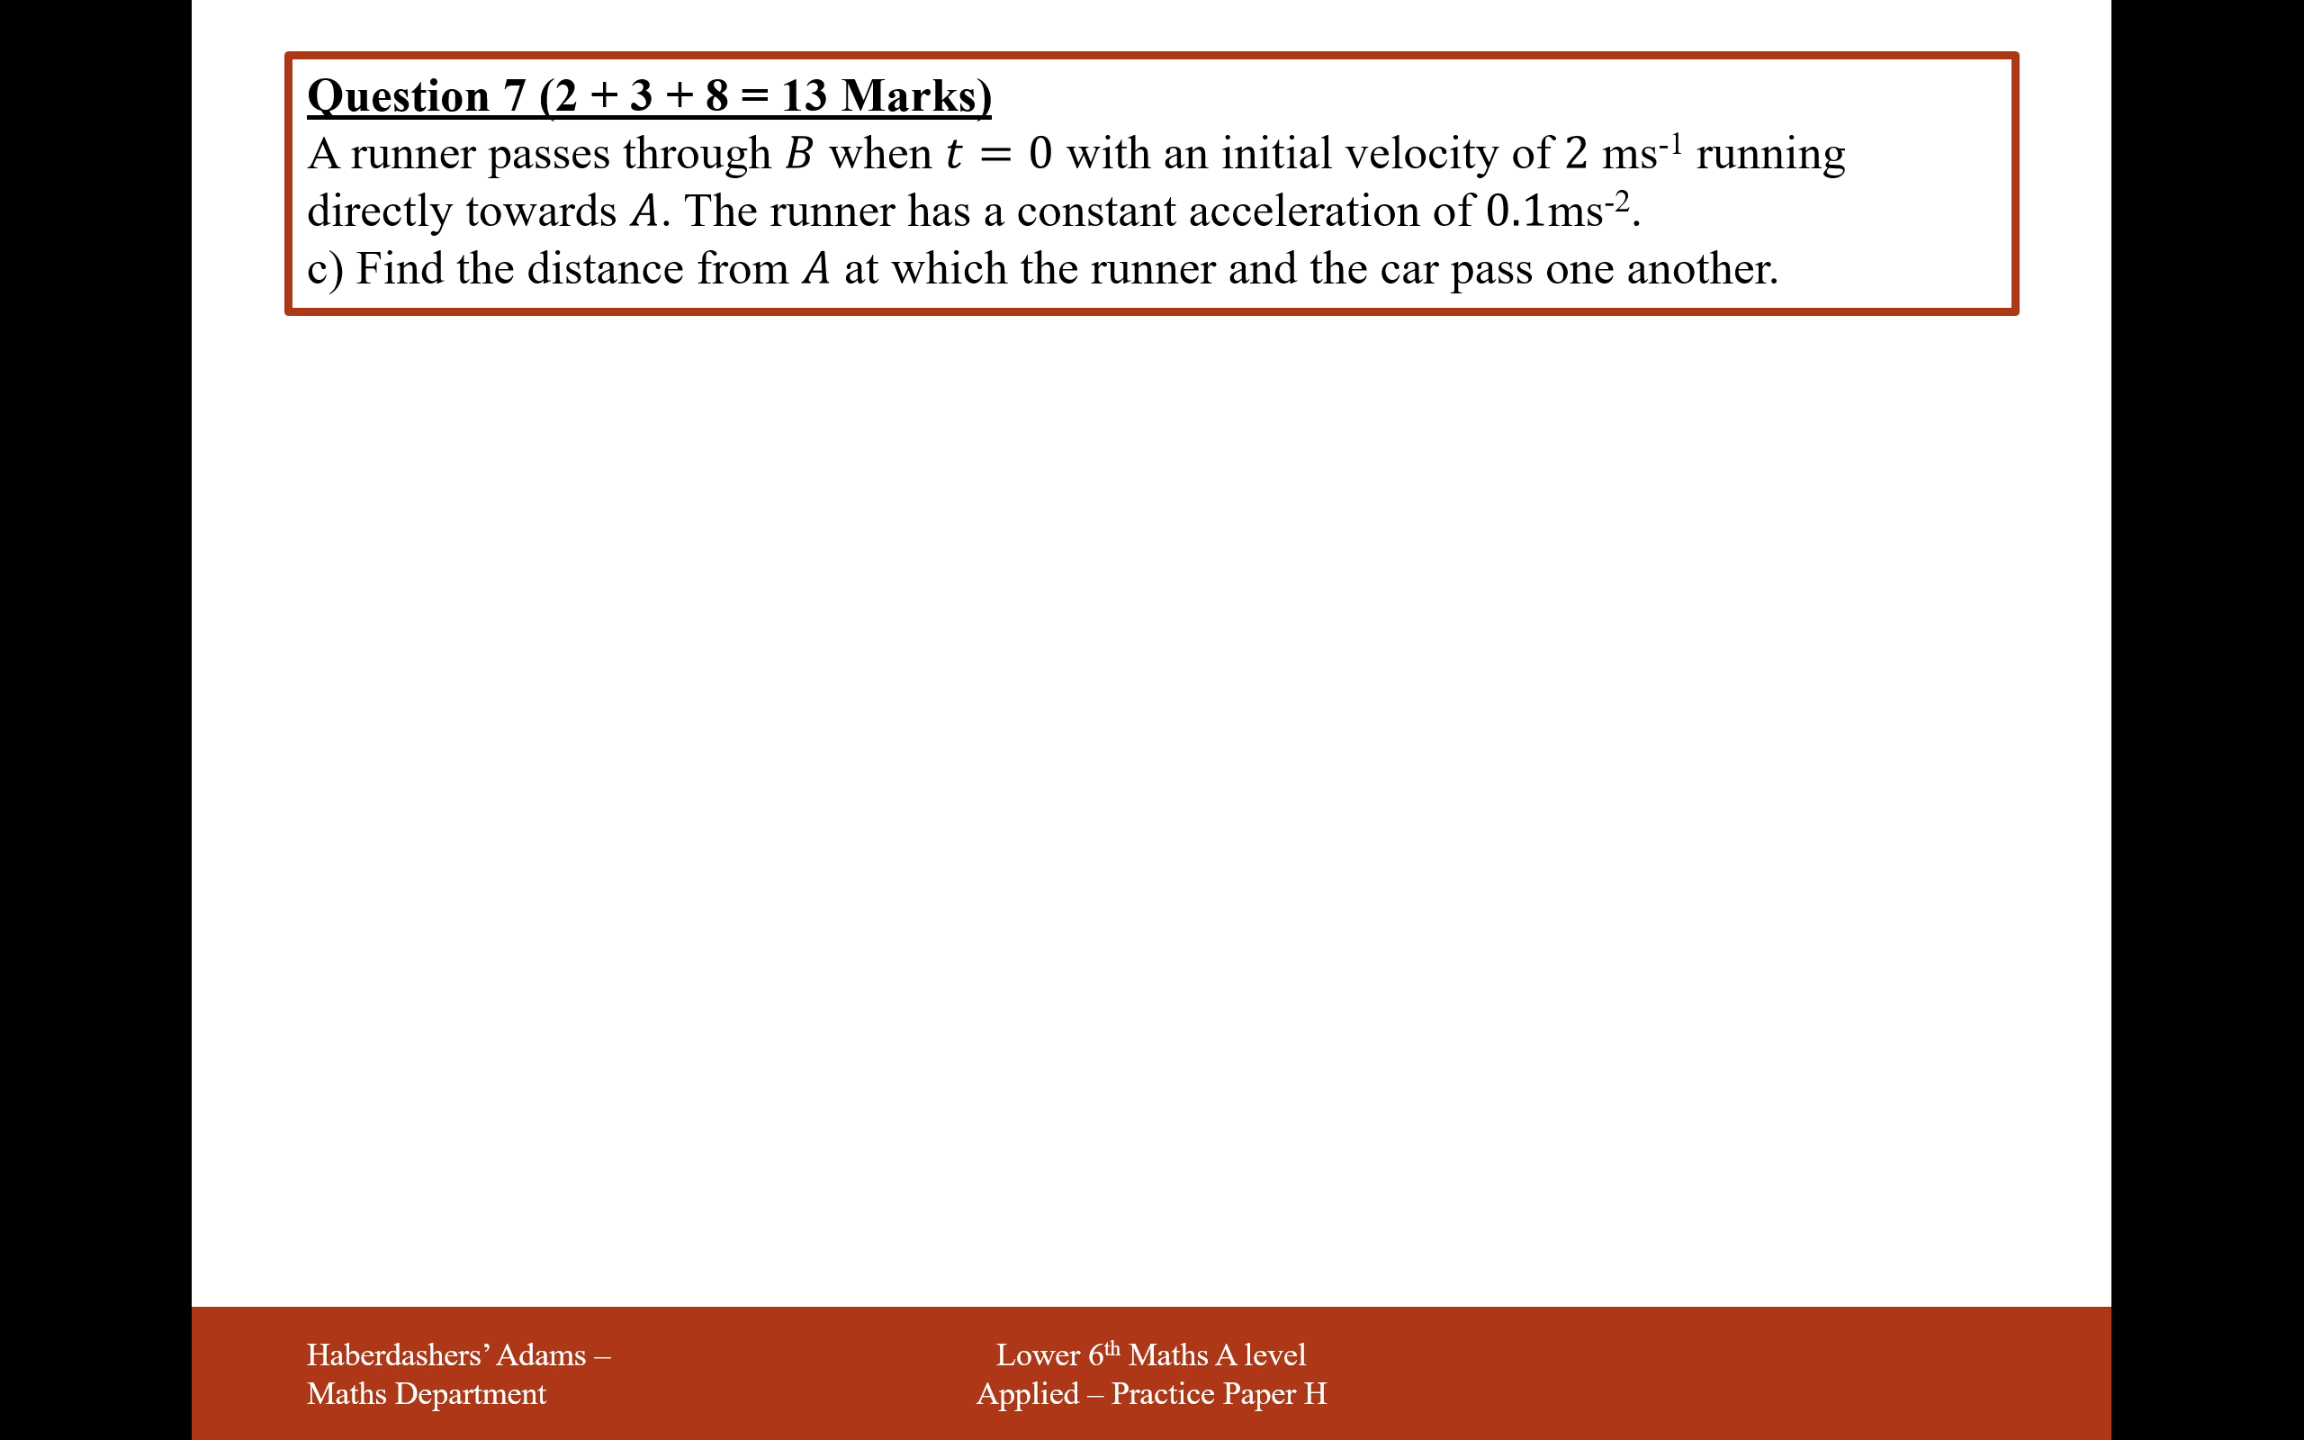 Question 7 (2 + 3 + 8 = 13 Marks)
A runner passes through B when t = 0 with an initial velocity of 2 ms⁻¹ running
directly towards A. The runner has a constant acceleration of 0.1ms⁻².
c) Find the distance from A at which the runner and the car pass one another.
Haberdashers’ Adams –
Maths Department
Lower 6th Maths A level
Applied – Practice Paper H